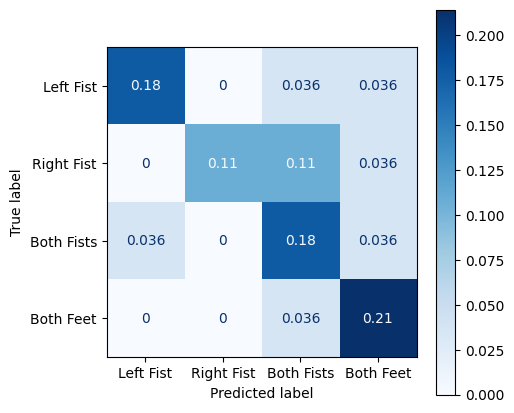 Left Fist 0.18 0 0.036 0.036
Right Fist 0 0.11 0.11 0.036
Both Fists 0.036 0 0.18 0.036
Both Feet 0 0 0.036 0.21
Left Fist Right Fist Both Fists Both Feet
Predicted label
True label
0.200
0.175
0.150
0.125
0.100
0.075
0.050
0.025
0.000